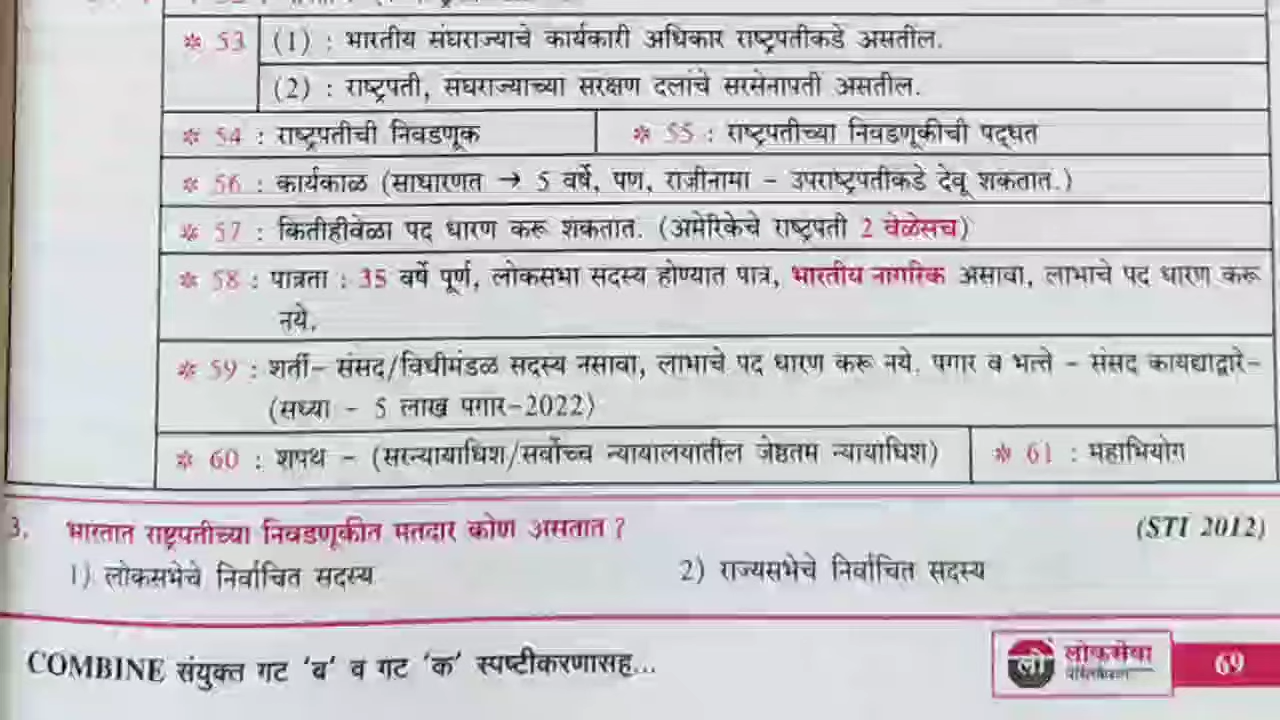 * 53 (1) : भारतीय संघराज्याचे कार्यकारी अधिकार राष्ट्रपतीकडे असतील.
(2) : राष्ट्रपती, संघराज्याच्या संरक्षण दलांचे सरसेनापती असतील.
* 54 : राष्ट्रपतीची निवडणूक * 55 : राष्ट्रपतीच्या निवडणूकीची पद्धत
* 56 : कार्यकाळ (साधारणत → 5 वर्षे, पण, राजीनामा - उपराष्ट्रपतीकडे देवू शकतात.)
* 57 : कितीहीवेळा पद धारण करू शकतात. (अमेरिकेचे राष्ट्रपती 2 वेळेसच)
* 58 : पात्रता : 35 वर्षे पूर्ण, लोकसभा सदस्य होण्यात पात्र, भारतीय नागरिक असावा, लाभाचे पद धारण करू
नये.
* 59 : शर्ती- संसद/विधीमंडळ सदस्य नसावा, लाभाचे पद धारण करू नये. पगार व भत्ते - संसद कायद्याद्वारे-
(सध्या - 5 लाख पगार-2022)
* 60 : शपथ - (सरन्यायाधिश/सर्वोच्च न्यायालयातील जेष्ठतम न्यायाधिश) * 61 : महाभियोग
3. भारतात राष्ट्रपतीच्या निवडणूकीत मतदार कोण असतात ? (STI 2012)
1) लोकसभेचे निर्वाचित सदस्य 2) राज्यसभेचे निर्वाचित सदस्य
COMBINE संयुक्त गट 'ब' व गट 'क' स्पष्टीकरणासह... लो लोकसेवा 69